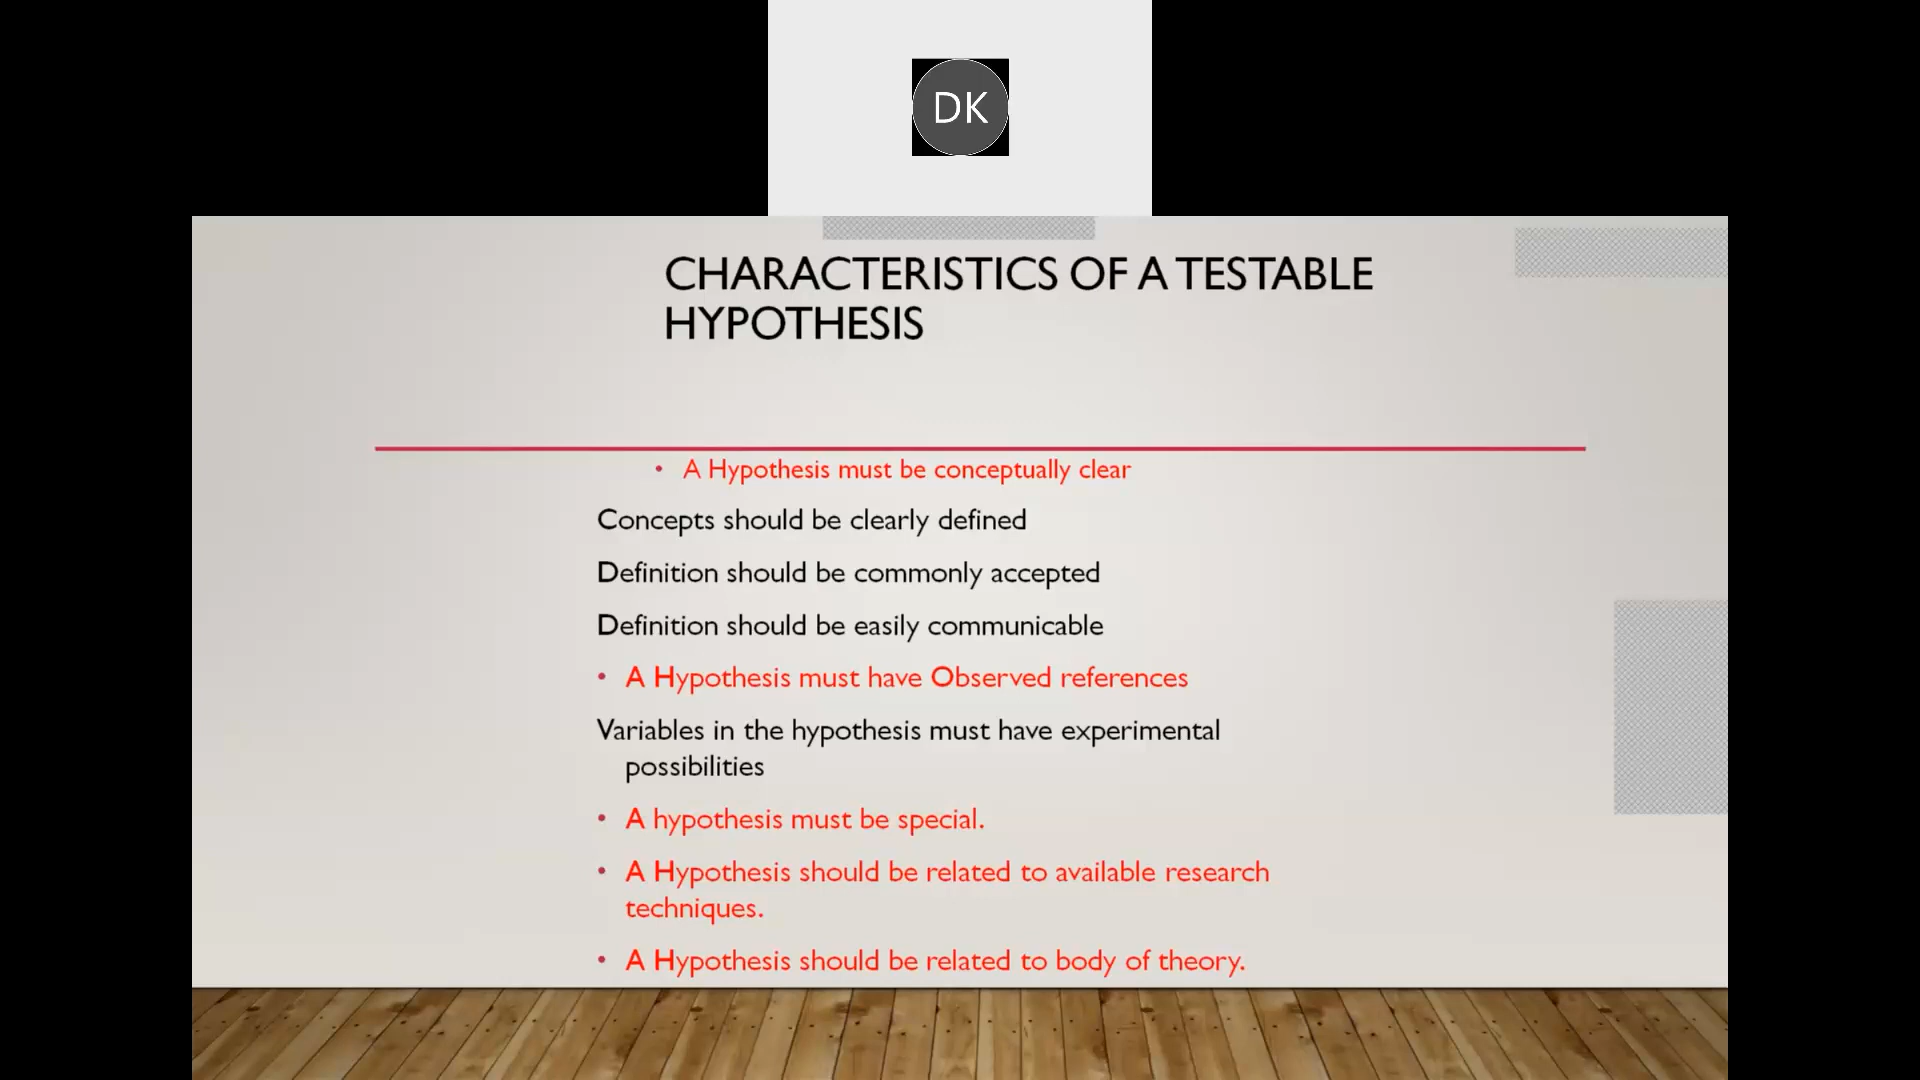 DK
CHARACTERISTICS OF A TESTABLE
HYPOTHESIS
• A Hypothesis must be conceptually clear
Concepts should be clearly defined
Definition should be commonly accepted
Definition should be easily communicable
• A Hypothesis must have Observed references
Variables in the hypothesis must have experimental
possibilities
• A hypothesis must be special.
• A Hypothesis should be related to available research
techniques.
• A Hypothesis should be related to body of theory.